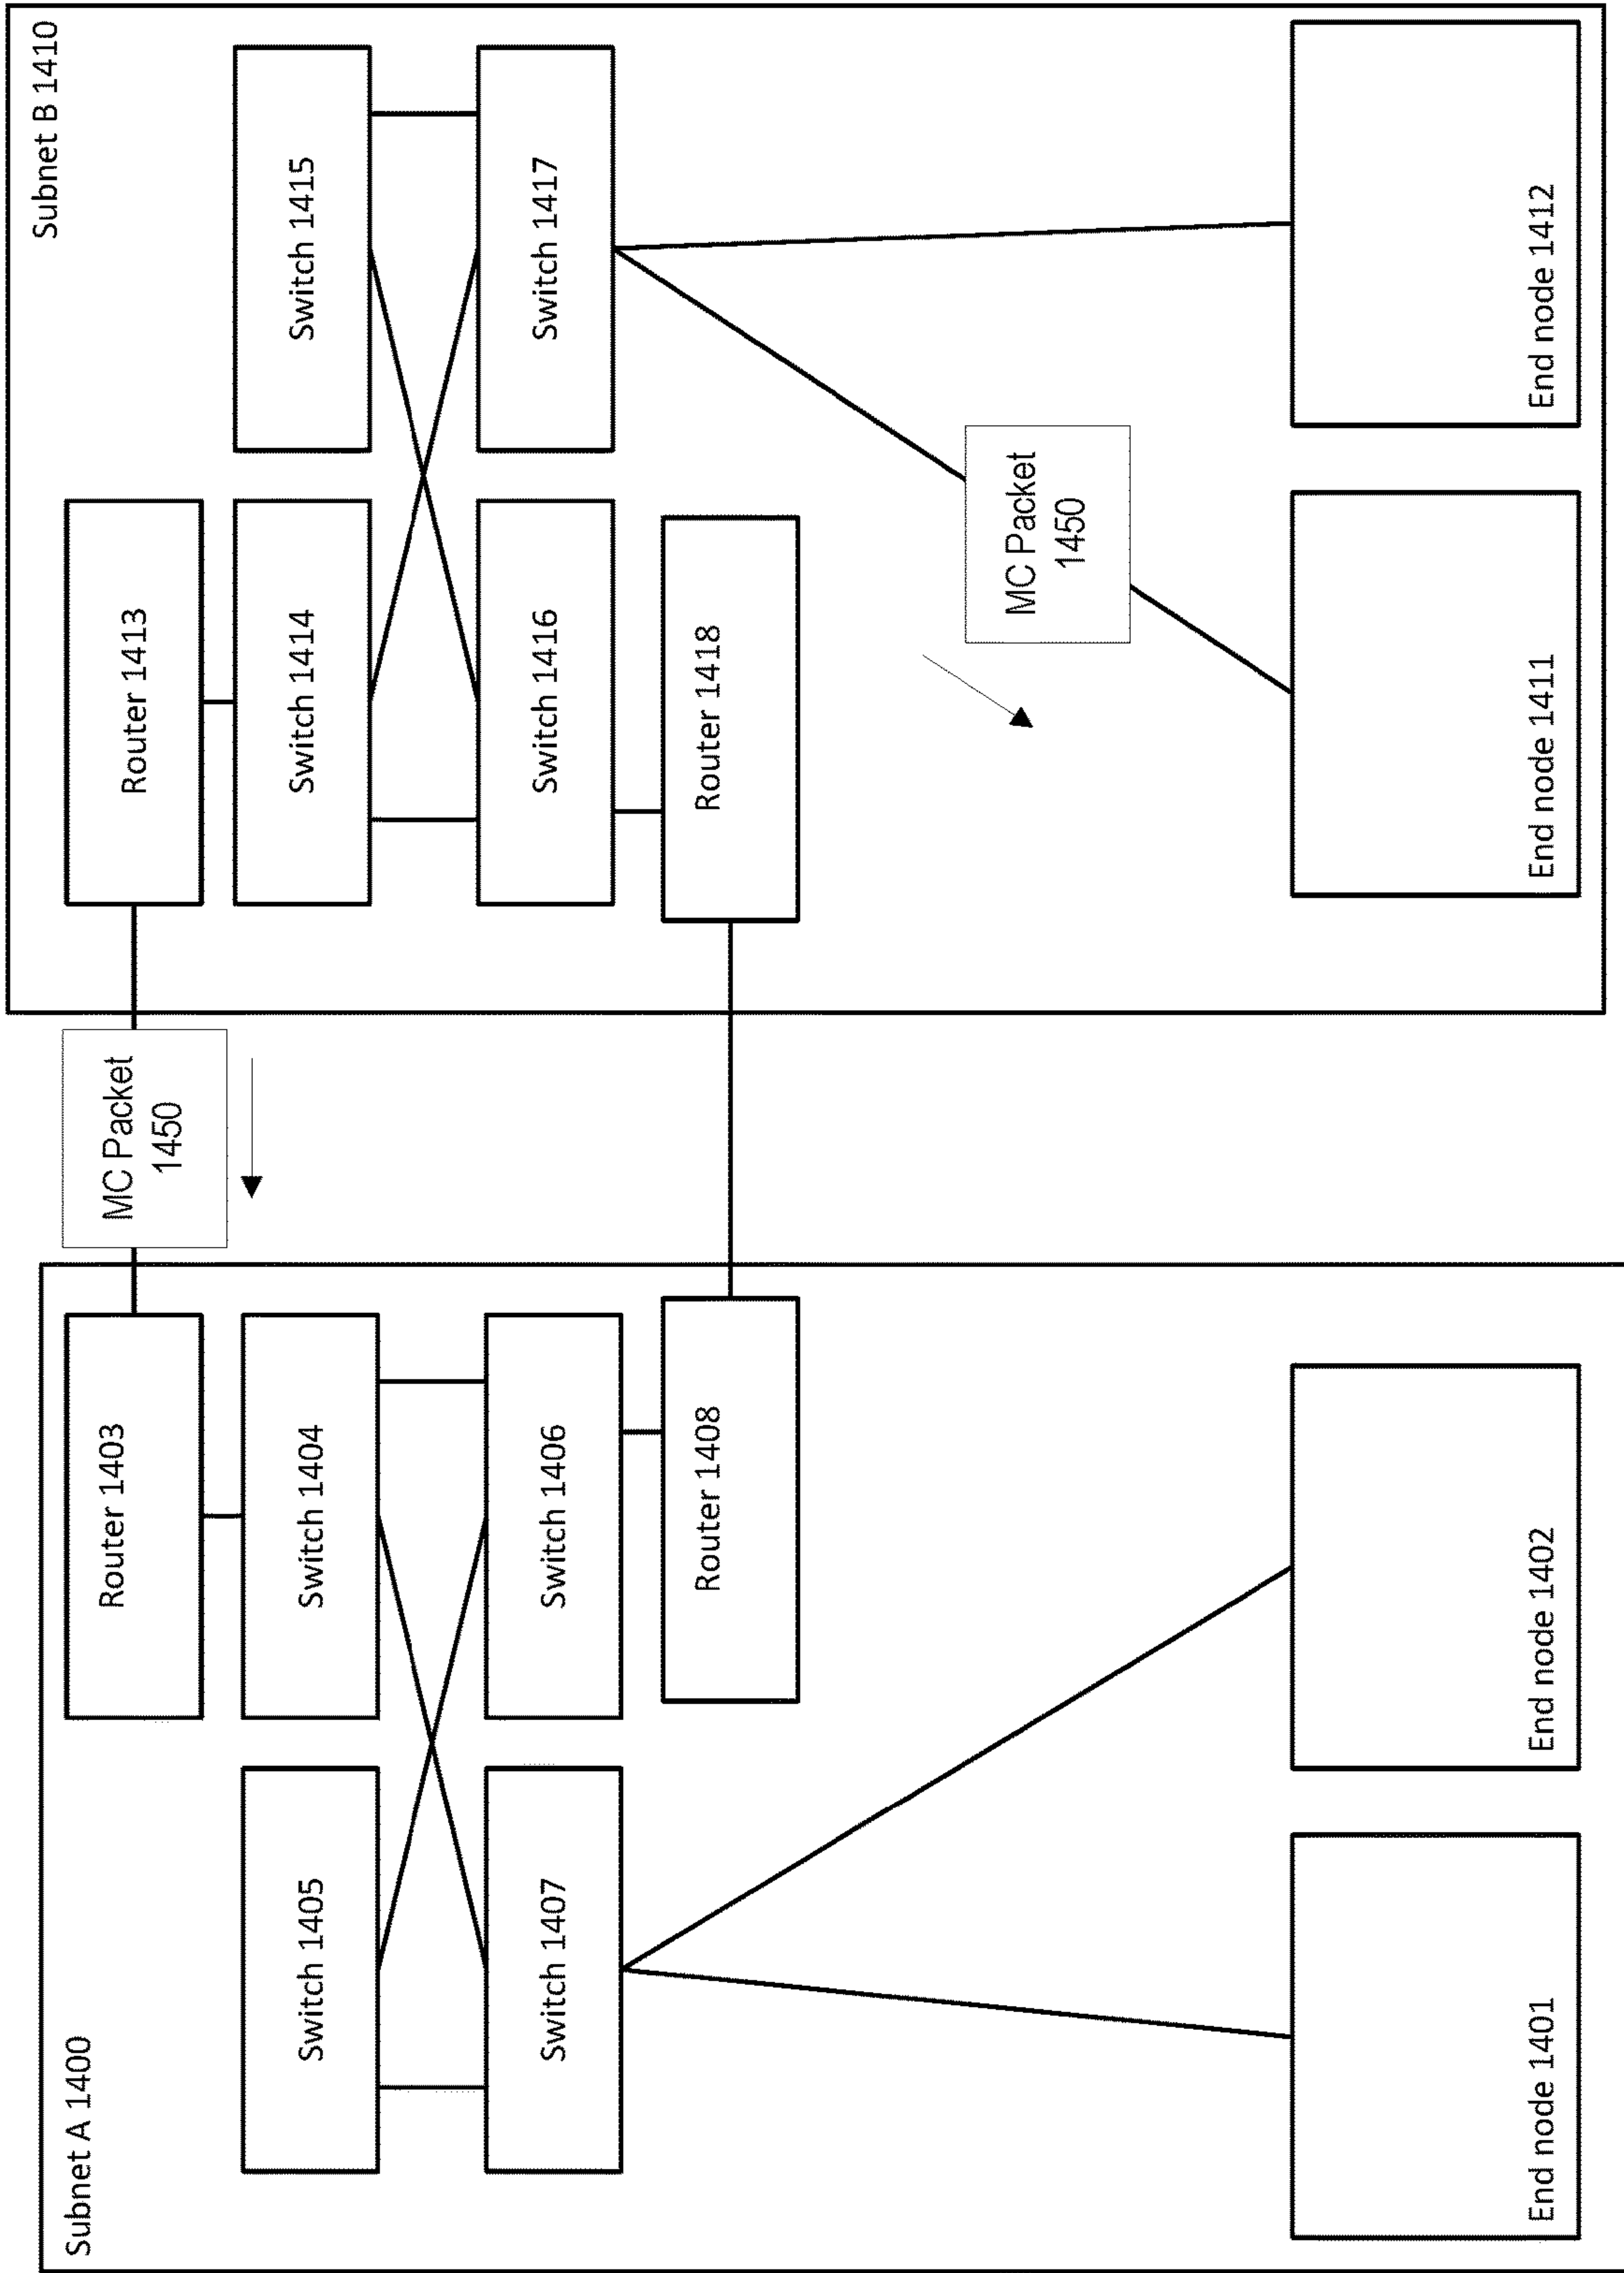 Subnet A 1400
Router 1403
Switch 1405
Switch 1404
Switch 1407
Switch 1406
Router 1408
End node 1401
End node 1402
MC Packet
1450
Subnet B 1410
Router 1413
Switch 1414
Switch 1415
Switch 1416
Switch 1417
Router 1418
MC Packet
1450
End node 1411
End node 1412